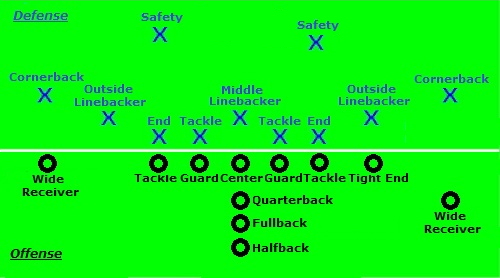 Defense
Safety
Safety
Cornerback
Cornerback
Outside
Linebacker
Middle
Linebacker
Outside
Linebacker
End
Tackle
Tackle
End
X X X X X X X X X X X
Wide
Receiver
Tackle
Guard
Center
Guard
Tackle
Tight End
Quarterback
Fullback
Halfback
Wide
Receiver
Offense